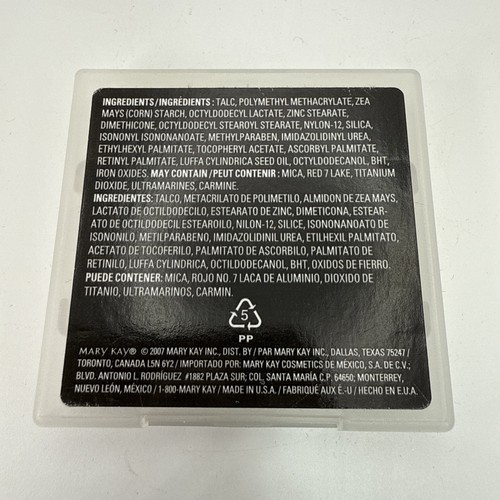 INGREDIENTS/INGRÉDIENTS : TALC, POLYMETHYL METHACRYLATE, ZEA
MAYS (CORN) STARCH, OCTYLDODECYL LACTATE, ZINC STEARATE,
DIMETHICONE, OCTYLDODECYL STEAROYL STEARATE, NYLON-12, SILICA,
ISONONYL ISONONANOATE, METHYLPARABEN, IMIDAZOLIDINYL UREA,
ETHYLHEXYL PALMITATE, TOCOPHERYL ACETATE, ASCORBYL PALMITATE,
RETINYL PALMITATE, LUFFA CYLINDRICA SEED OIL, OCTYLDODECANOL, BHT,
IRON OXIDES. MAY CONTAIN / PEUT CONTENIR : MICA, RED 7 LAKE, TITANIUM
DIOXIDE, ULTRAMARINES, CARMINE.
INGREDIENTES: TALCO, METACRILATO DE POLIMETILO, ALMIDON DE ZEA MAYS,
LACTATO DE OCTILDODECILO, ESTEARATO DE ZINC, DIMETICONA, ESTEAR-
ATO DE OCTILDODECIL ESTEAROILO, NILON-12, SILICE, ISONONANOATO DE
ISONONILO, METILPARABENO, IMIDAZOLIDINIL UREA, ETILHEXIL PALMITATO,
ACETATO DE TOCOFERILO, PALMITATO DE ASCORBILO, PALMITATO DE
RETINILO, LUFFA CYLINDRICA, OCTILDODECANOL, BHT, OXIDOS DE FIERRO.
PUEDE CONTENER: MICA, ROJO NO. 7 LACA DE ALUMINIO, DIOXIDO DE
TITANIO, ULTRAMARINOS, CARMIN.
5
PP
MARY KAY® © 2007 MARY KAY INC., DIST. BY / PAR MARY KAY INC., DALLAS, TEXAS 75247 /
TORONTO, CANADA L5N 6Y2 / IMPORTADO POR: MARY KAY COSMETICS DE MÉXICO, S.A. DE C.V.;
BLVD. ANTONIO L. RODRÍGUEZ #1882 PLAZA SUR; COL. SANTA MARÍA C.P. 64650; MONTERREY,
NUEVO LEÓN, MÉXICO / 1-800-MARY KAY / MADE IN U.S.A. / FABRIQUÉ AUX É.-U / HECHO EN E.U.A.